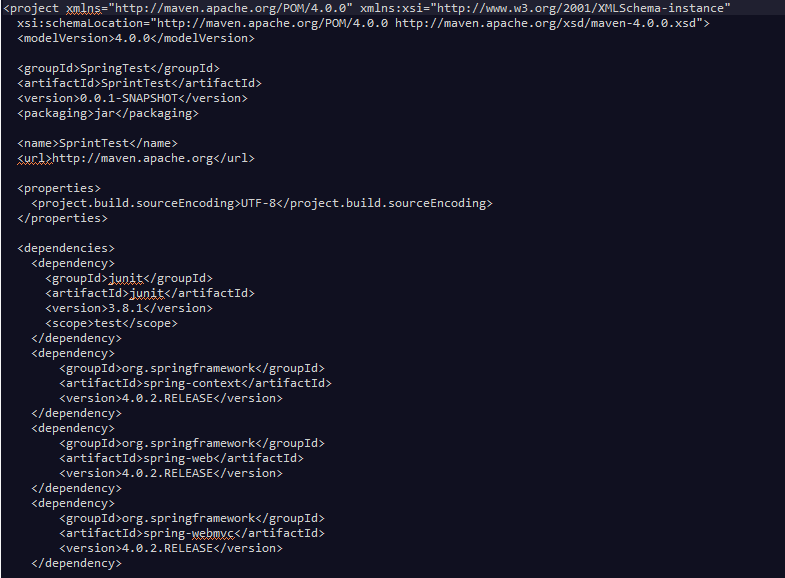 <project xmlns="http://maven.apache.org/POM/4.0.0" xmlns:xsi="http://www.w3.org/2001/XMLSchema-instance"
xsi:schemaLocation="http://maven.apache.org/POM/4.0.0 http://maven.apache.org/xsd/maven-4.0.0.xsd">
<modelVersion>4.0.0</modelVersion>
<groupId>SpringTest</groupId>
<artifactId>SprintTest</artifactId>
<version>0.0.1-SNAPSHOT</version>
<packaging>jar</packaging>
<name>SprintTest</name>
<url>http://maven.apache.org</url>
<properties>
<project.build.sourceEncoding>UTF-8</project.build.sourceEncoding>
</properties>
<dependencies>
<dependency>
<groupId>junit</groupId>
<artifactId>junit</artifactId>
<version>3.8.1</version>
<scope>test</scope>
</dependency>
<dependency>
<groupId>org.springframework</groupId>
<artifactId>spring-context</artifactId>
<version>4.0.2.RELEASE</version>
</dependency>
<dependency>
<groupId>org.springframework</groupId>
<artifactId>spring-web</artifactId>
<version>4.0.2.RELEASE</version>
</dependency>
<dependency>
<groupId>org.springframework</groupId>
<artifactId>spring-webmvc</artifactId>
<version>4.0.2.RELEASE</version>
</dependency>